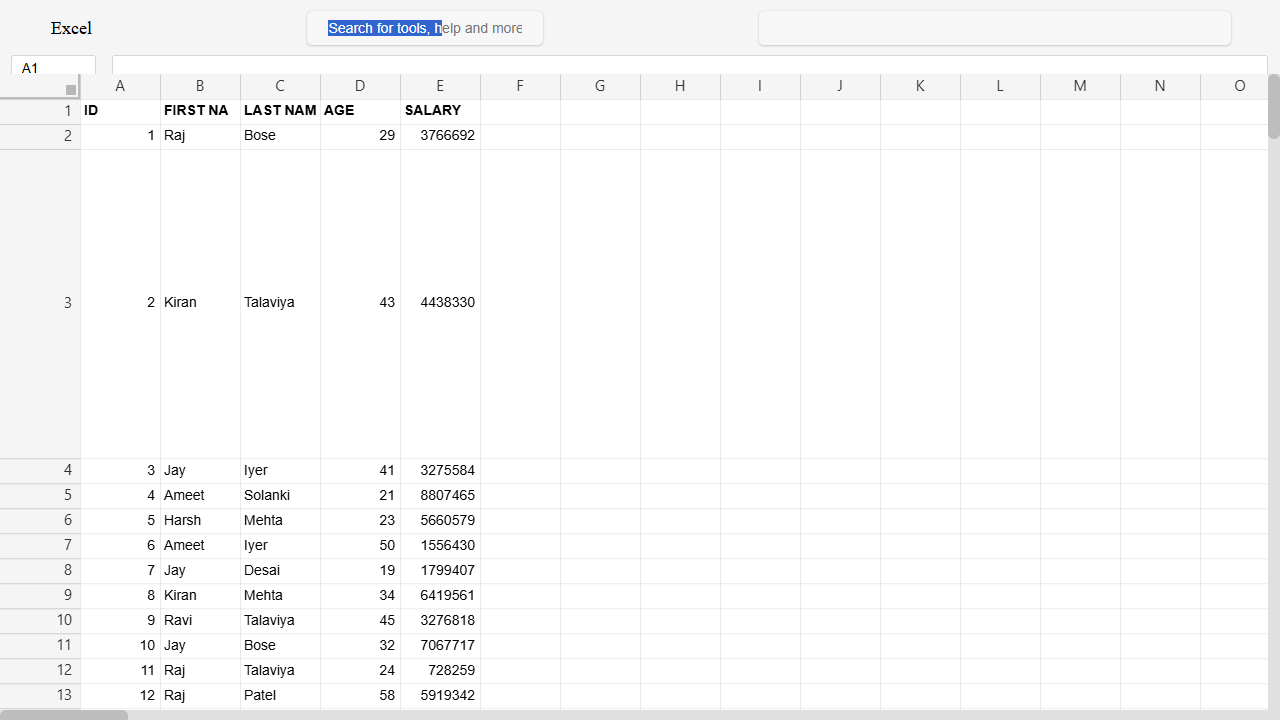 Excel
Search for tools, help and more
A1
A B C D E F G H I J K L M N O
1 ID FIRST NA LAST NAM AGE SALARY
2 1 Raj Bose 29 3766692
3 2 Kiran Talaviya 43 4438330
4 3 Jay Iyer 41 3275584
5 4 Ameet Solanki 21 8807465
6 5 Harsh Mehta 23 5660579
7 6 Ameet Iyer 50 1556430
8 7 Jay Desai 19 1799407
9 8 Kiran Mehta 34 6419561
10 9 Ravi Talaviya 45 3276818
11 10 Jay Bose 32 7067717
12 11 Raj Talaviya 24 728259
13 12 Raj Patel 58 5919342